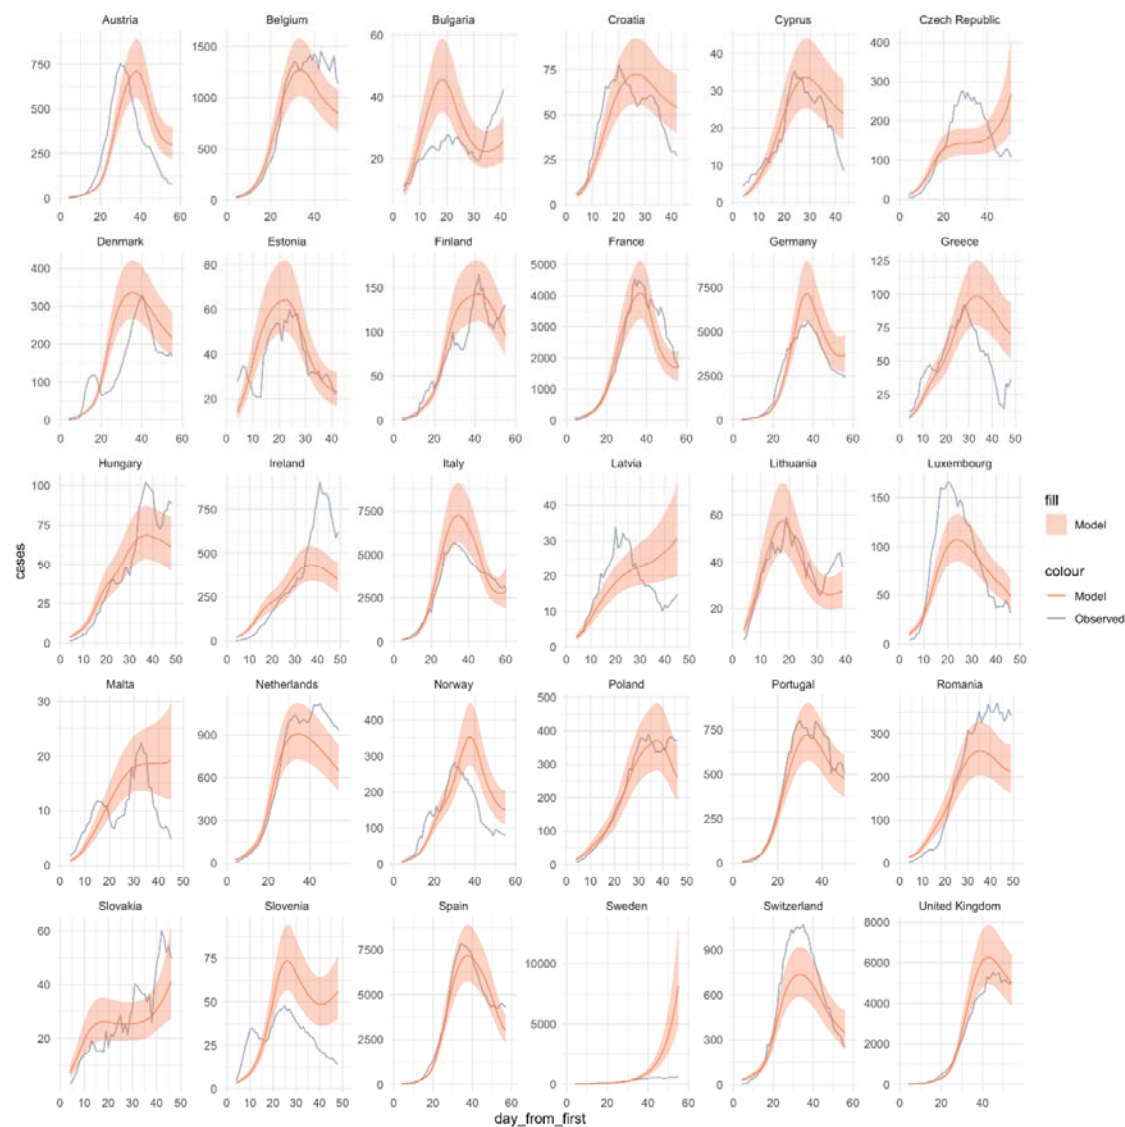 Austria Belgium Bulgaria Croatia Cyprus Czech Republic
750 500 250 0
0 20 40 60
1500 1000 500 0
0 20 40
60 40 20
0 10 20 30 40
75 50 25 0
0 10 20 30 40
40 30 20 10 0
0 10 20 30 40
400 300 200 100 0
0 20 40
Denmark Estonia Finland France Germany Greece
400 300 200 100 0
0 20 40 60
80 60 40 20
0 10 20 30 40
150 100 50 0
0 20 40 60
5000 4000 3000 2000 1000 0
0 20 40 60
7500 5000 2500 0
0 20 40 60
125 100 75 50 25
0 10 20 30 40 50
Hungary Ireland Italy Latvia Lithuania Luxembourg
100 75 50 25 0
0 10 20 30 40 50
750 500 250 0
0 10 20 30 40 50
7500 5000 2500 0
0 20 40 60
40 30 20 10 0
0 10 20 30 40
60 40 20
0 10 20 30 40
150 100 50 0
0 10 20 30 40 50
Malta Netherlands Norway Poland Portugal Romania
30 20 10 0
0 10 20 30 40 50
900 600 300 0
0 20 40
400 300 200 100 0
0 20 40 60
500 400 300 200 100 0
0 10 20 30 40 50
750 500 250 0
0 20 40
300 200 100 0
0 10 20 30 40 50
Slovakia Slovenia Spain Sweden Switzerland United Kingdom
60 40 20
0 10 20 30 40 50
75 50 25 0
0 10 20 30 40 50
7500 5000 2500 0
0 20 40 60
10000 5000 0
0 20 40 60
900 600 300 0
0 20 40 60
8000 6000 4000 2000 0
0 20 40
cases
day_from_first
fill
Model
colour
Model
Observed